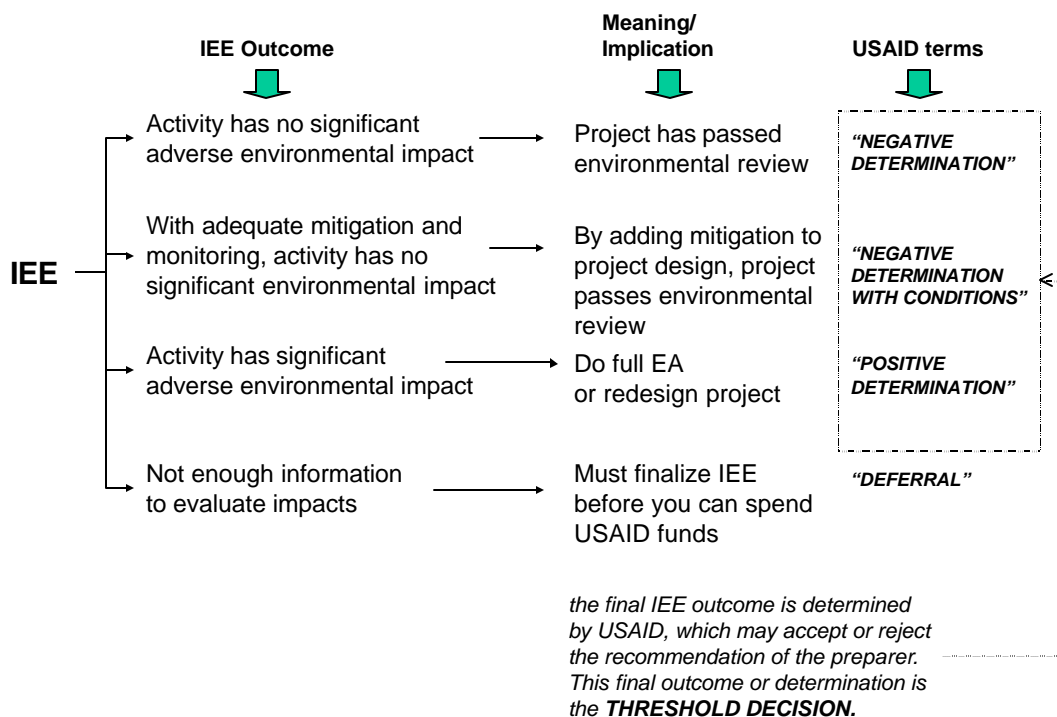 IEE Outcome
Meaning/
Implication
USAID terms
IEE
Activity has no significant
adverse environmental impact
Project has passed
environmental review
“NEGATIVE
DETERMINATION”
With adequate mitigation and
monitoring, activity has no
significant environmental impact
By adding mitigation to
project design, project
passes environmental
review
“NEGATIVE
DETERMINATION
WITH CONDITIONS”
Activity has significant
adverse environmental impact
Do full EA
or redesign project
“POSITIVE
DETERMINATION”
Not enough information
to evaluate impacts
Must finalize IEE
before you can spend
USAID funds
“DEFERRAL”
the final IEE outcome is determined
by USAID, which may accept or reject
the recommendation of the preparer.
This final outcome or determination is
the THRESHOLD DECISION.